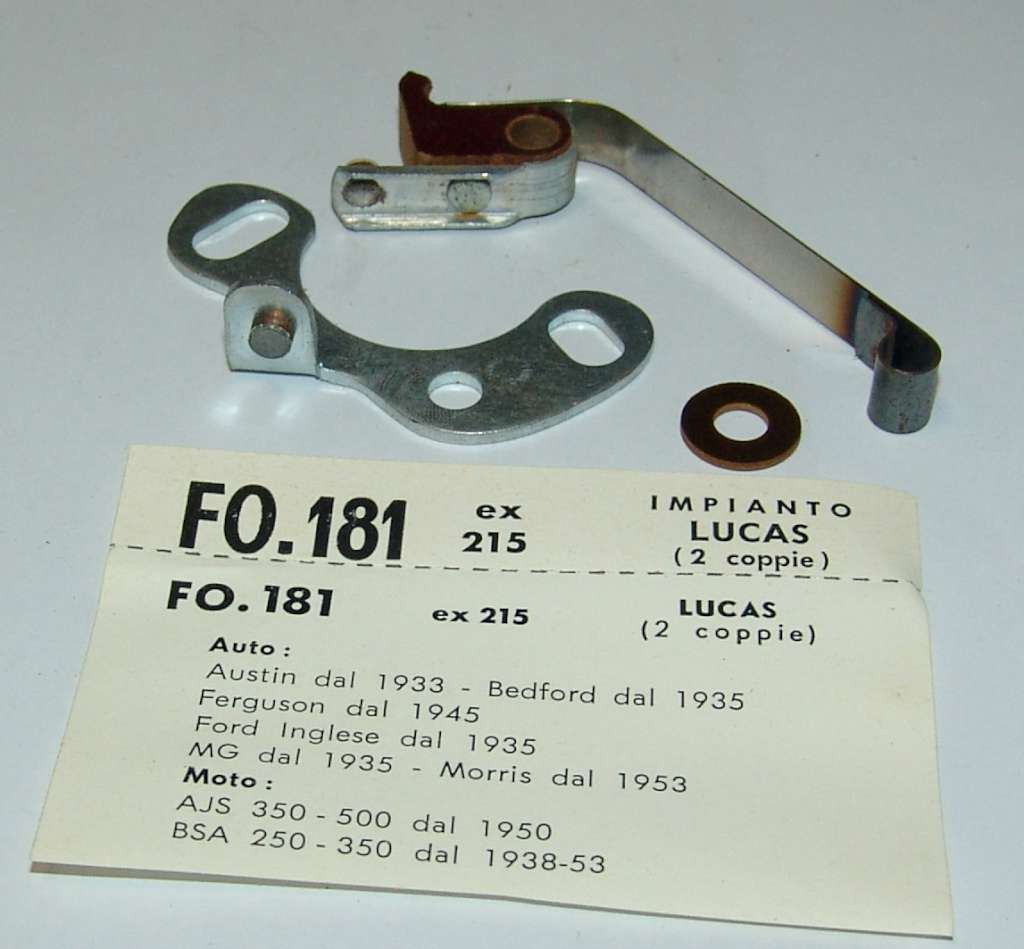 FO.181 ex 215 IMPIANTO LUCAS (2 coppie)
FO.181 ex 215 LUCAS (2 coppie)
Auto:
Austin dal 1933 - Bedford dal 1935
Ferguson dal 1945
Ford Inglese dal 1935
MG dal 1935 - Morris dal 1953
Moto:
AJS 350 - 500 dal 1950
BSA 250 - 350 dal 1938-53